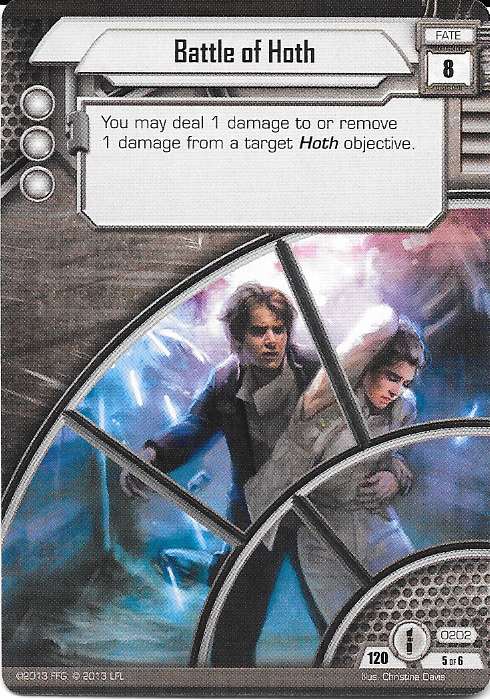 Battle of Hoth
FATE
8
You may deal 1 damage to or remove
1 damage from a target Hoth objective.
0202
120
5 OF 6
©2013 FFG © 2013 LFL
Illus. Christina Davis